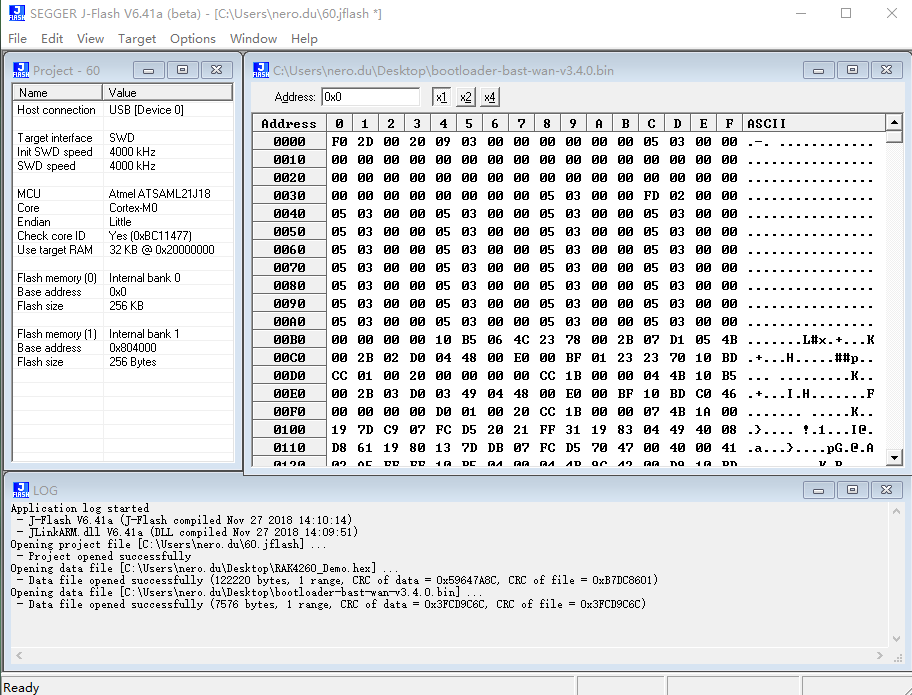 SEGGER J-Flash V6.41a (beta) - [C:\Users\nero.du\60.jflash *]
File Edit View Target Options Window Help
Project - 60
Name Value
Host connection USB [Device 0]
Target interface SWD
Init SWD speed 4000 kHz
SWD speed 4000 kHz
MCU Atmel ATSAML21J18
Core Cortex-M0
Endian Little
Check core ID Yes (0xBC11477)
Use target RAM 32 KB @ 0x20000000
Flash memory (0) Internal bank 0
Base address 0x0
Flash size 256 KB
Flash memory (1) Internal bank 1
Base address 0x804000
Flash size 256 Bytes
C:\Users\nero.du\Desktop\bootloader-bast-wan-v3.4.0.bin
Address: 0x0 x1 x2 x4
Address 0 1 2 3 4 5 6 7 8 9 A B C D E F ASCII
0000 F0 2D 00 20 09 03 00 00 00 00 00 00 05 03 00 00 .-. ............
0010 00 00 00 00 00 00 00 00 00 00 00 00 00 00 00 00 ................
0020 00 00 00 00 00 00 00 00 00 00 00 00 00 00 00 00 ................
0030 00 00 00 00 00 00 00 00 05 03 00 00 FD 02 00 00 ................
0040 05 03 00 00 05 03 00 00 05 03 00 00 05 03 00 00 ................
0050 05 03 00 00 05 03 00 00 05 03 00 00 05 03 00 00 ................
0060 05 03 00 00 05 03 00 00 05 03 00 00 05 03 00 00 ................
0070 05 03 00 00 05 03 00 00 05 03 00 00 05 03 00 00 ................
0080 05 03 00 00 05 03 00 00 05 03 00 00 05 03 00 00 ................
0090 05 03 00 00 05 03 00 00 05 03 00 00 05 03 00 00 ................
00A0 05 03 00 00 05 03 00 00 05 03 00 00 05 03 00 00 ................
00B0 00 00 00 00 10 B5 06 4C 23 78 00 2B 07 D1 05 4B .......L#x.+...K
00C0 00 2B 02 D0 04 48 00 E0 00 BF 01 23 23 70 10 BD .+...H.....##p..
00D0 CC 01 00 20 00 00 00 00 CC 1B 00 00 04 4B 10 B5 ... .........K..
00E0 00 2B 03 D0 03 49 04 48 00 E0 00 BF 10 BD C0 46 .+...I.H.......F
00F0 00 00 00 00 D0 01 00 20 CC 1B 00 00 07 4B 1A 00 ....... .....K..
0100 19 7D C9 07 FC D5 20 21 FF 31 19 83 04 49 40 08 .}.... !.1...I@.
0110 D8 61 19 80 13 7D DB 07 FC D5 70 47 00 40 00 41 .a...}....pG.@.A
LOG
Application log started
- J-Flash V6.41a (J-Flash compiled Nov 27 2018 14:10:14)
- JLinkARM.dll V6.41a (DLL compiled Nov 27 2018 14:09:51)
Opening project file [C:\Users\nero.du\60.jflash] ...
- Project opened successfully
Opening data file [C:\Users\nero.du\Desktop\RAK4260_Demo.hex] ...
- Data file opened successfully (122220 bytes, 1 range, CRC of data = 0x59647A8C, CRC of file = 0xB7DC8601)
Opening data file [C:\Users\nero.du\Desktop\bootloader-bast-wan-v3.4.0.bin] ...
- Data file opened successfully (7576 bytes, 1 range, CRC of data = 0x3FCD9C6C, CRC of file = 0x3FCD9C6C)
Ready